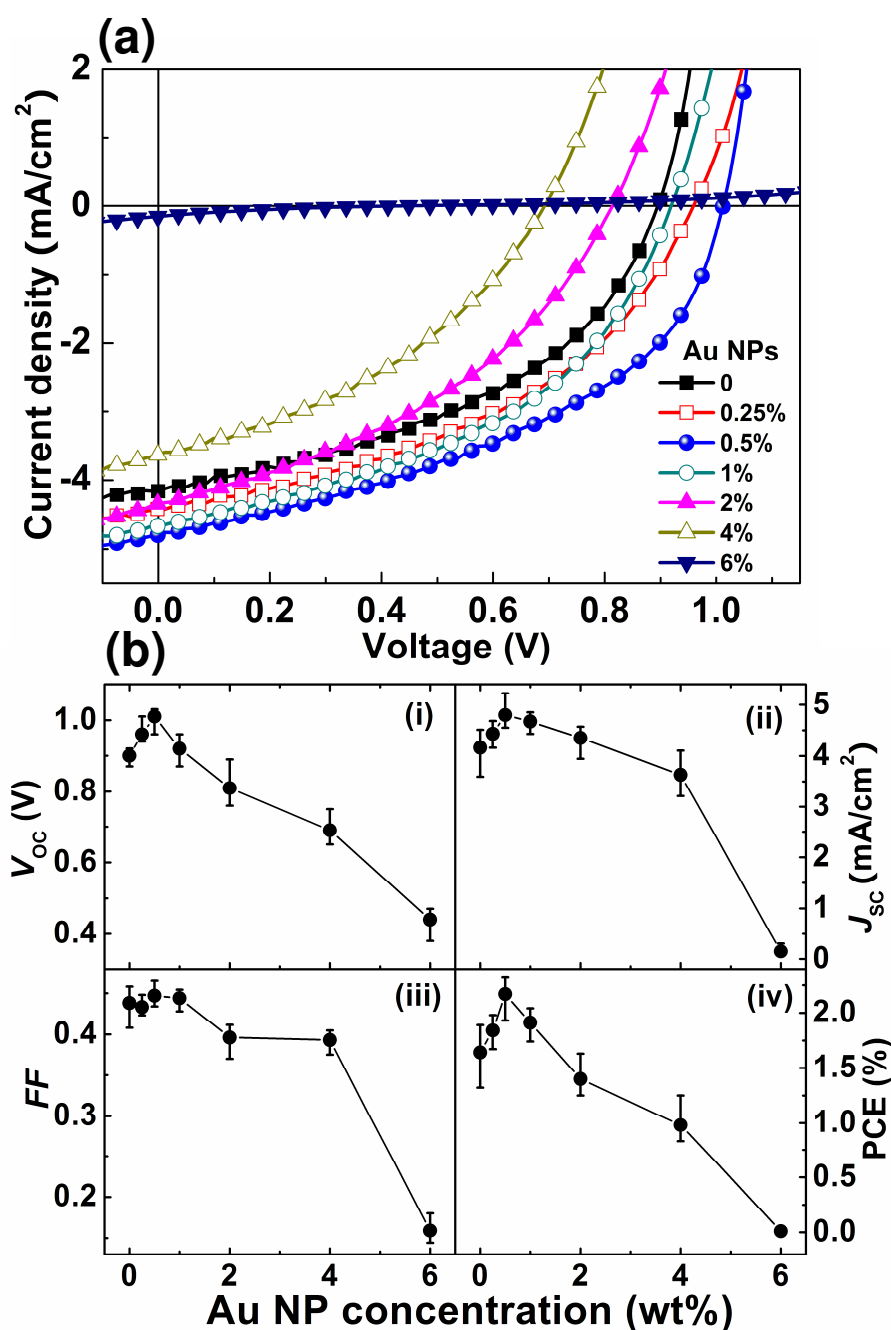 (a)
2
0
-2
-4
Current density (mA/cm²)
Au NPs
0
0.25%
0.5%
1%
2%
4%
6%
0.0 0.2 0.4 0.6 0.8 1.0
Voltage (V)
(b)
(i)
1.0
0.8
0.6
0.4
VOC (V)
(ii)
5
4
3
2
1
0
JSC (mA/cm²)
(iii)
0.4
0.3
0.2
FF
(iv)
2.0
1.5
1.0
0.5
0.0
PCE (%)
0 2 4 6 0 2 4 6
Au NP concentration (wt%)